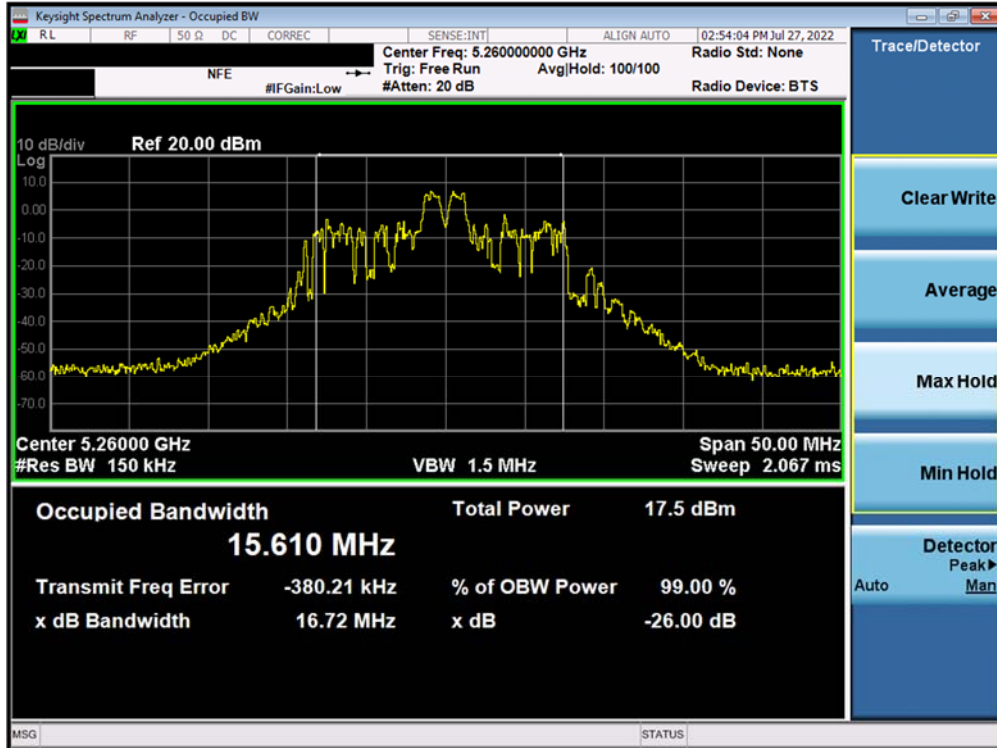 Keysight Spectrum Analyzer - Occupied BW
LXI RL RF 50 Ω DC CORREC SENSE:INT ALIGN AUTO 02:54:04 PM Jul 27, 2022
Center Freq: 5.260000000 GHz Radio Std: None
NFE Trig: Free Run Avg|Hold: 100/100
#IFGain:Low #Atten: 20 dB Radio Device: BTS
Trace/Detector
10 dB/div Ref 20.00 dBm
Log
10.0
0.00
-10.0
-20.0
-30.0
-40.0
-50.0
-60.0
-70.0
Center 5.26000 GHz Span 50.00 MHz
#Res BW 150 kHz VBW 1.5 MHz Sweep 2.067 ms
Occupied Bandwidth Total Power 17.5 dBm
15.610 MHz
Transmit Freq Error -380.21 kHz % of OBW Power 99.00 %
x dB Bandwidth 16.72 MHz x dB -26.00 dB
Clear Write
Average
Max Hold
Min Hold
Detector
Peak▶
Auto Man
MSG STATUS